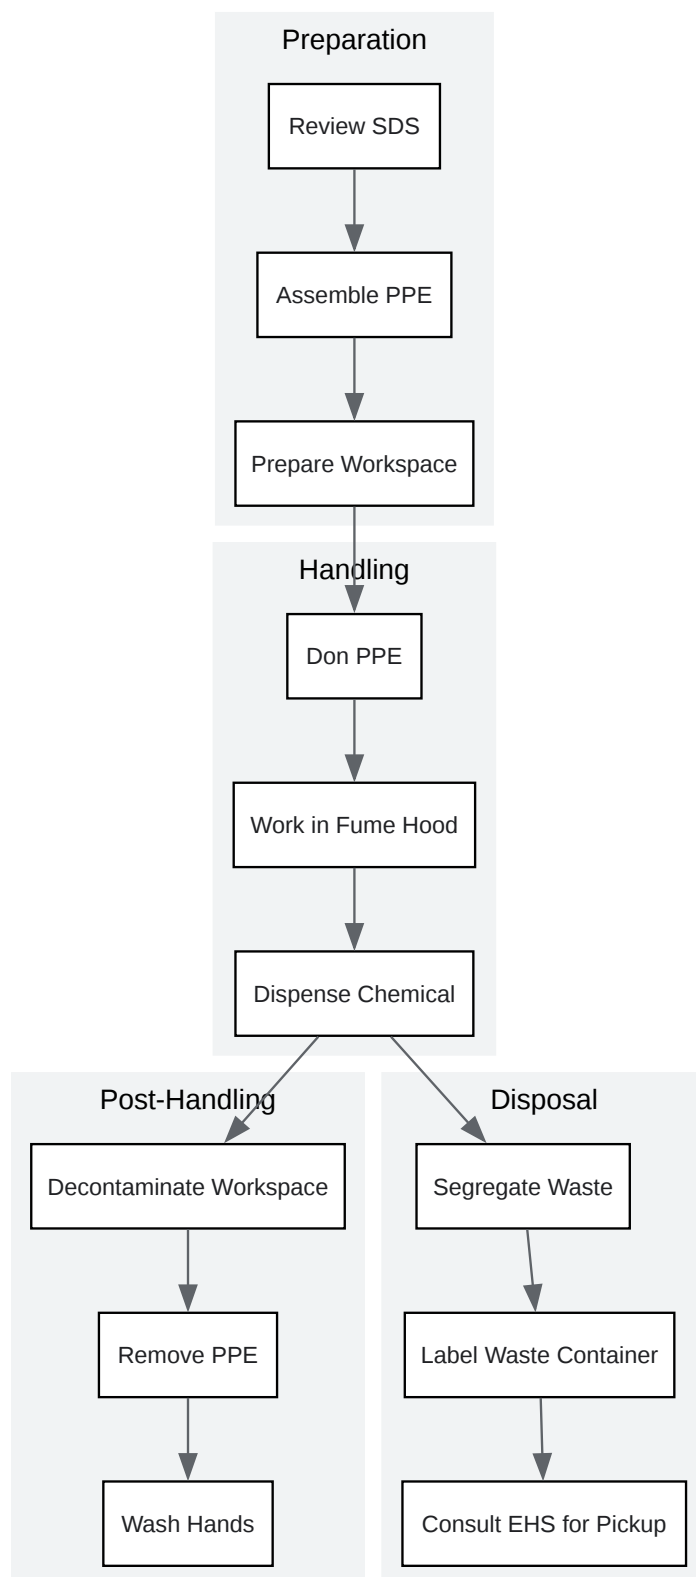 Preparation
Review SDS
Assemble PPE
Prepare Workspace
Handling
Don PPE
Work in Fume Hood
Dispense Chemical
Post-Handling
Decontaminate Workspace
Remove PPE
Wash Hands
Disposal
Segregate Waste
Label Waste Container
Consult EHS for Pickup